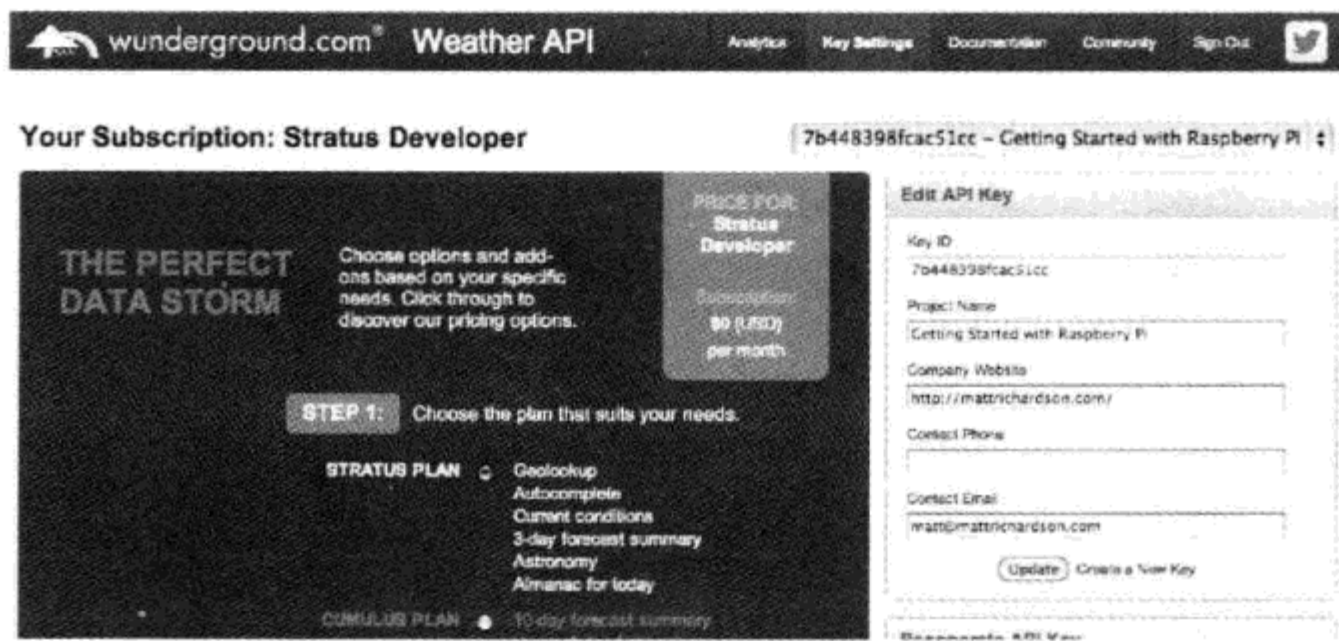 wunderground.com® Weather API
Analytics Key Settings Documentation Community Sign Out
Your Subscription: Stratus Developer
7b448398fcac51cc – Getting Started with Raspberry Pi
THE PERFECT
DATA STORM
Choose options and add-
ons based on your specific
needs. Click through to
discover our pricing options.
PRICE FOR:
Stratus
Developer
Subscription:
$0 (USD)
per month
STEP 1: Choose the plan that suits your needs.
STRATUS PLAN
Geolookup
Autocomplete
Current conditions
3-day forecast summary
Astronomy
Almanac for today
CUMULUS PLAN
10-day forecast summary
Edit API Key
Key ID
7b448398fcac51cc
Project Name
Getting Started with Raspberry Pi
Company Website
http://mattrichardson.com/
Contact Phone
Contact Email
matt@mattrichardson.com
Update Create a New Key
Regenerate API Key